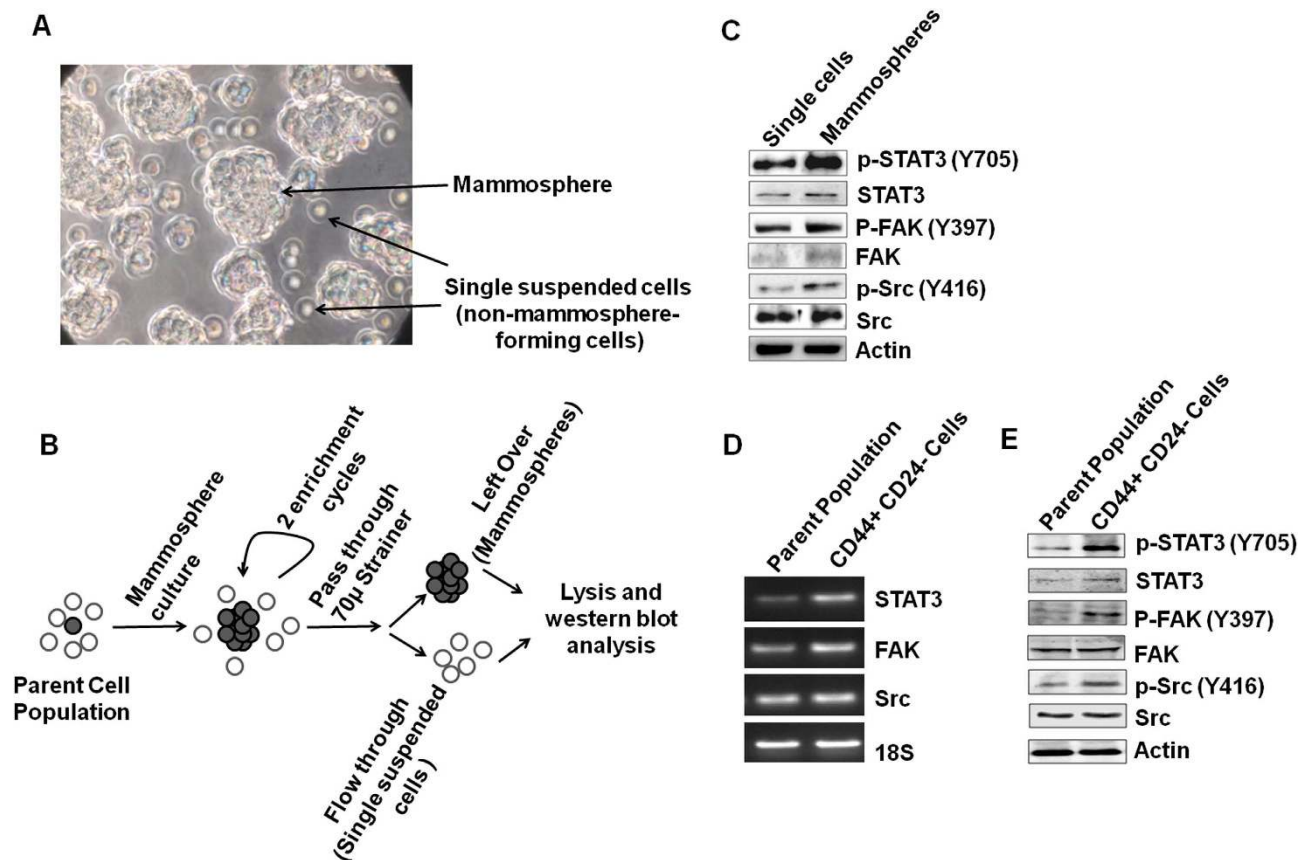 A
Mammosphere
Single suspended cells
(non-mammosphere-
forming cells)
B
Parent Cell
Population
Mammosphere
culture
2 enrichment
cycles
Pass through
70µ Strainer
Left Over
(Mammospheres)
Flow through
(Single suspended
cells )
Lysis and
western blot
analysis
C
Single cells
Mammospheres
p-STAT3 (Y705)
STAT3
P-FAK (Y397)
FAK
p-Src (Y416)
Src
Actin
D
Parent Population
CD44+ CD24- Cells
STAT3
FAK
Src
18S
E
Parent Population
CD44+ CD24- Cells
p-STAT3 (Y705)
STAT3
P-FAK (Y397)
FAK
p-Src (Y416)
Src
Actin